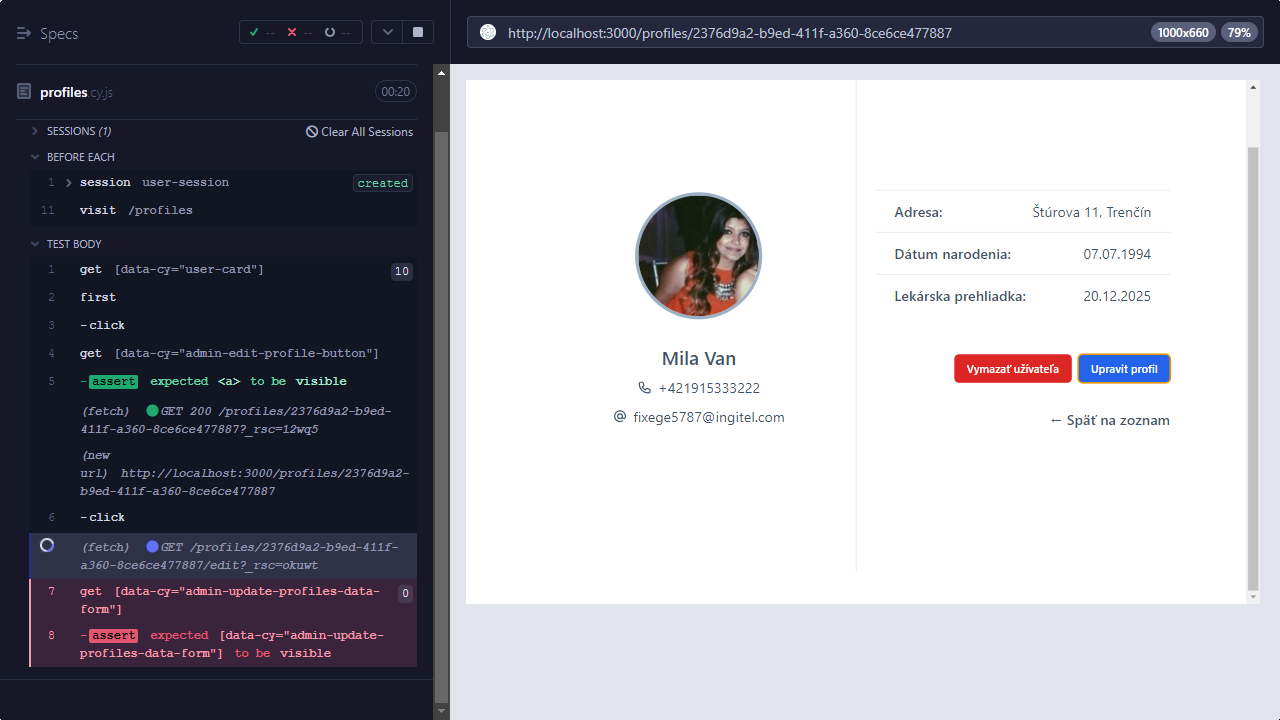 Specs
-- -- --
profiles.cy.js 00:20
SESSIONS (1) Clear All Sessions
BEFORE EACH
1 session user-session created
11 visit /profiles
TEST BODY
1 get [data-cy="user-card"] 10
2 first
3 -click
4 get [data-cy="admin-edit-profile-button"]
5 -assert expected <a> to be visible
(fetch) GET 200 /profiles/2376d9a2-b9ed-
411f-a360-8ce6ce477887?_rsc=12wq5
(new
url) http://localhost:3000/profiles/2376d9a2-
b9ed-411f-a360-8ce6ce477887
6 -click
(fetch) GET /profiles/2376d9a2-b9ed-411f-
a360-8ce6ce477887/edit?_rsc=okuwt
7 get [data-cy="admin-update-profiles-data-
form"] 0
8 -assert expected [data-cy="admin-update-
profiles-data-form"] to be visible
http://localhost:3000/profiles/2376d9a2-b9ed-411f-a360-8ce6ce477887 1000x660 79%
Mila Van
+421915333222
fixege5787@ingitel.com
Adresa: Štúrova 11, Trenčín
Dátum narodenia: 07.07.1994
Lekárska prehliadka: 20.12.2025
Vymazať užívateľa Upraviť profil
← Späť na zoznam